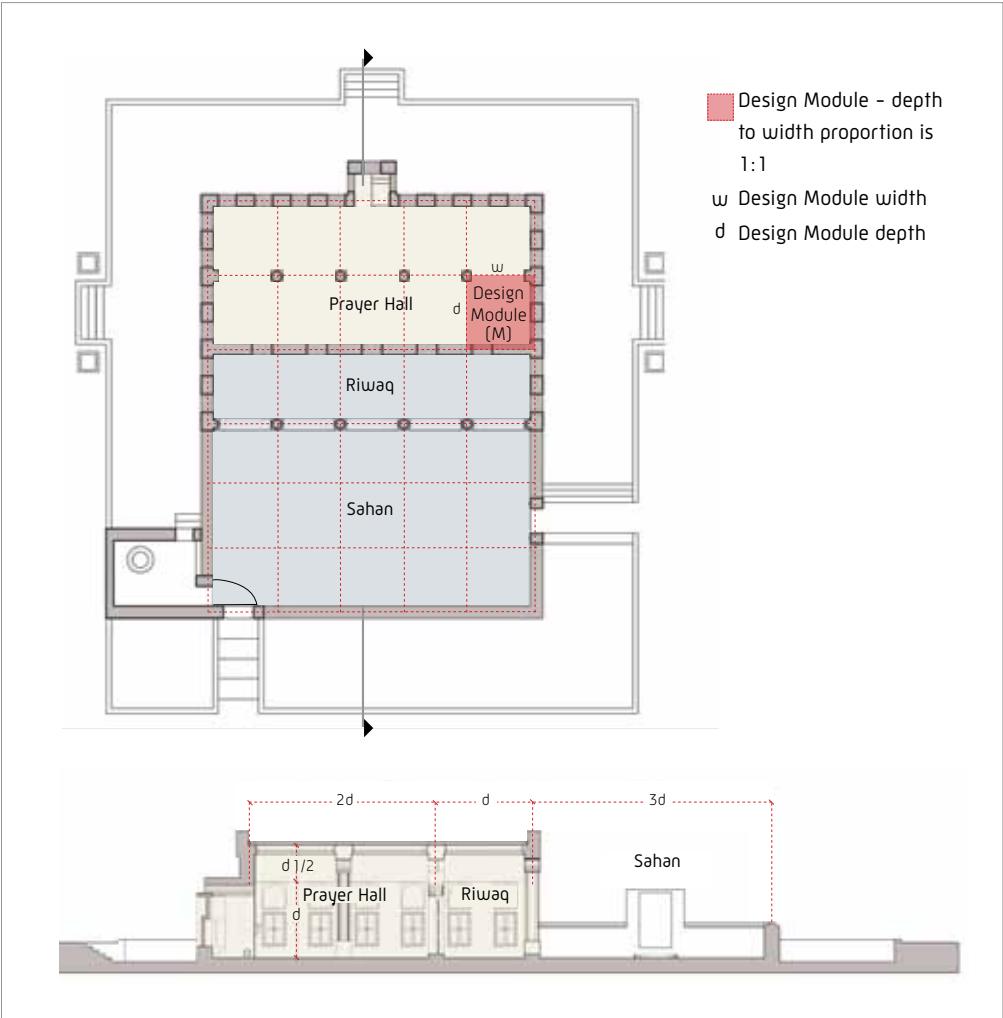 Design Module - depth
to width proportion is
1:1
w Design Module width
d Design Module depth
w
d
Design
Module
(M)
Prayer Hall
Riwaq
Sahan
2d
d
3d
d 1/2
d
Prayer Hall
Riwaq
Sahan